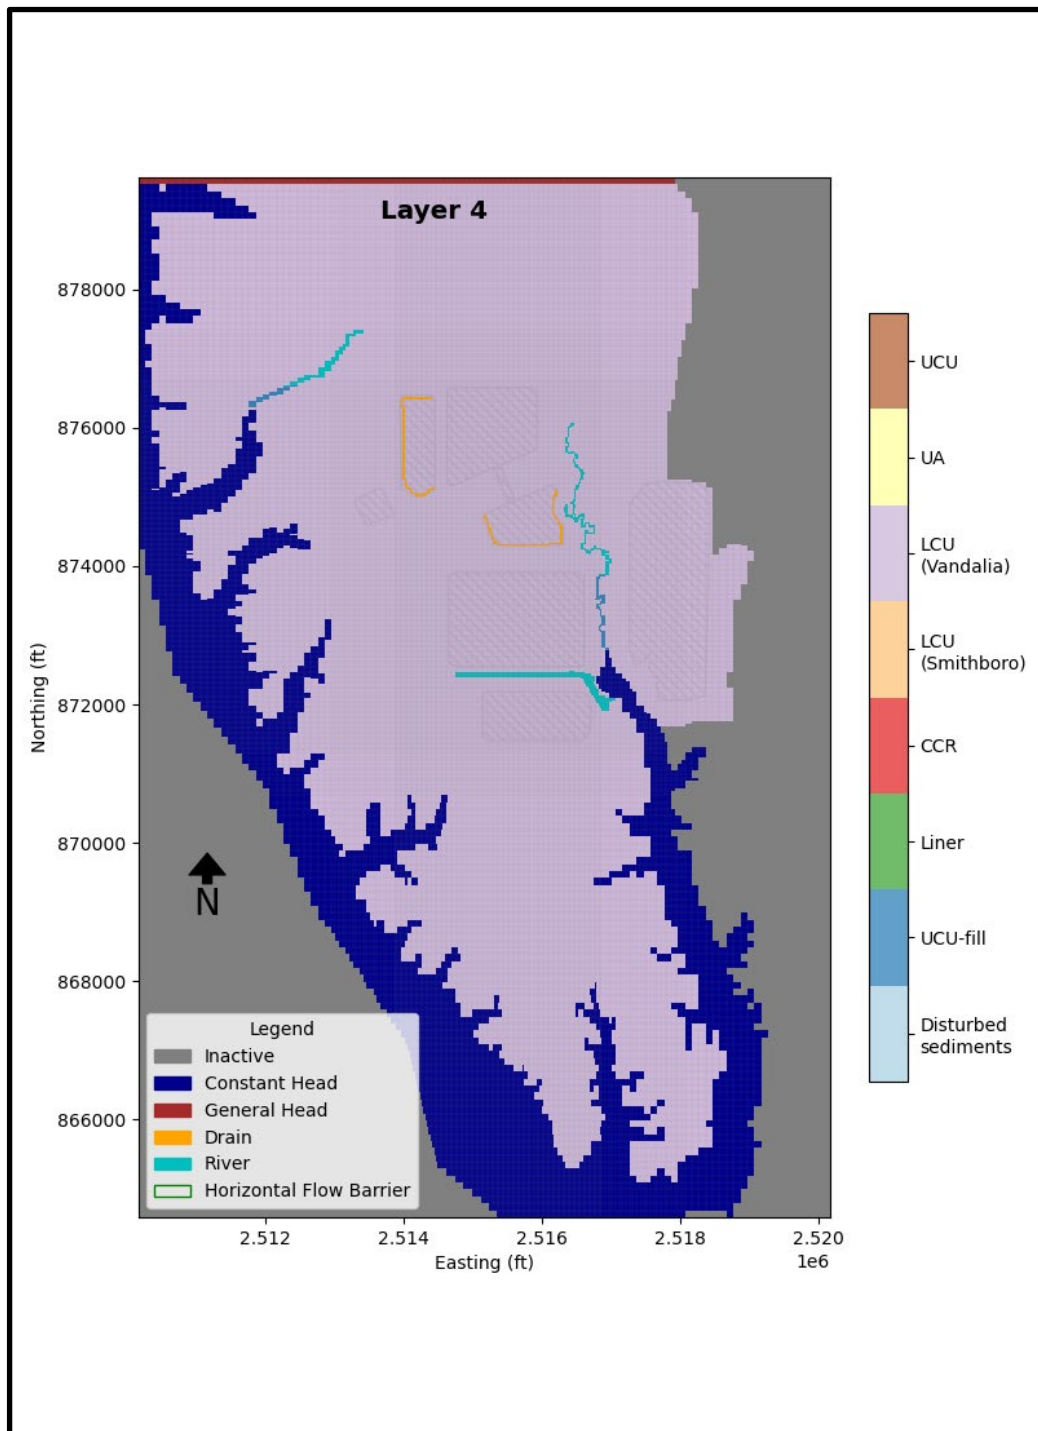 Layer 4
878000
876000
874000
872000
870000
868000
866000
Northing (ft)
N
Legend
Inactive
Constant Head
General Head
Drain
River
Horizontal Flow Barrier
2.512
2.514
2.516
2.518
2.520
1e6
Easting (ft)
UCU
UA
LCU
(Vandalia)
LCU
(Smithboro)
CCR
Liner
UCU-fill
Disturbed
sediments